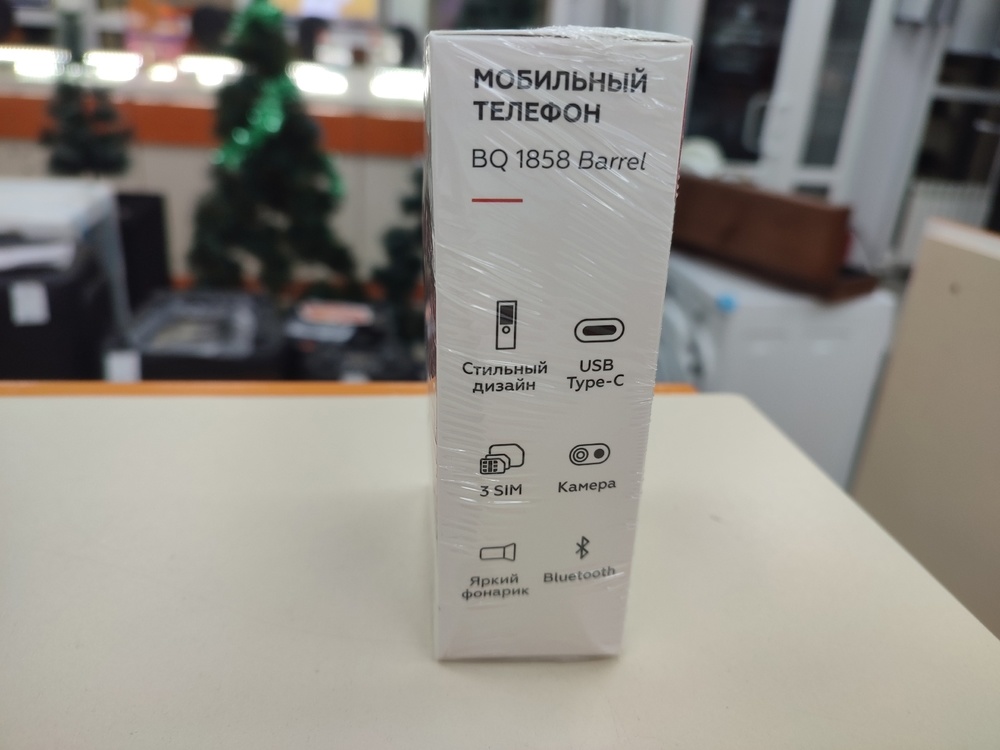 МОБИЛЬНЫЙ
ТЕЛЕФОН
BQ 1858 Barrel
Стильный
дизайн
USB
Type-C
3 SIM
Камера
Яркий
фонарик
Bluetooth